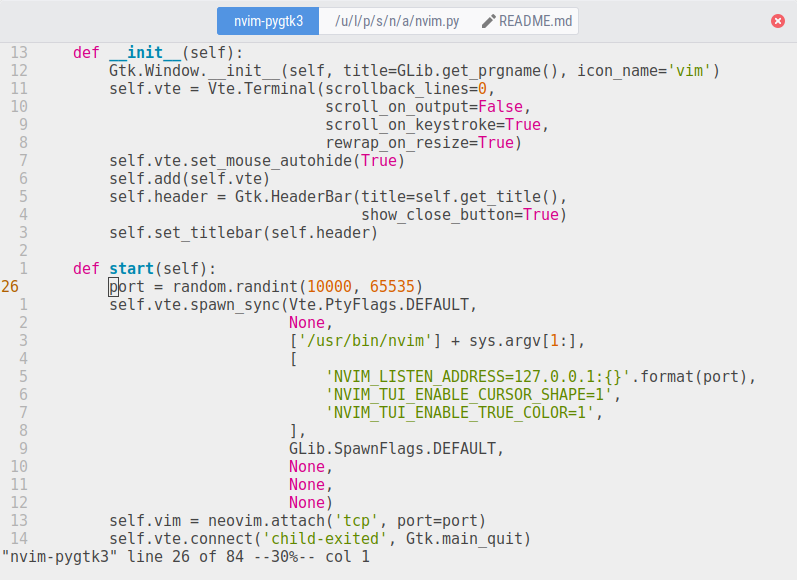 nvim-pygtk3 /u/l/p/s/n/a/nvim.py README.md
13     def __init__(self):
12         Gtk.Window.__init__(self, title=GLib.get_prgname(), icon_name='vim')
11         self.vte = Vte.Terminal(scrollback_lines=0,
10                                 scroll_on_output=False,
 9                                 scroll_on_keystroke=True,
 8                                 rewrap_on_resize=True)
 7         self.vte.set_mouse_autohide(True)
 6         self.add(self.vte)
 5         self.header = Gtk.HeaderBar(title=self.get_title(),
 4                                     show_close_button=True)
 3         self.set_titlebar(self.header)
 2
 1     def start(self):
26         port = random.randint(10000, 65535)
 1         self.vte.spawn_sync(Vte.PtyFlags.DEFAULT,
 2                             None,
 3                             ['/usr/bin/nvim'] + sys.argv[1:],
 4                             [
 5                                 'NVIM_LISTEN_ADDRESS=127.0.0.1:{}'.format(port),
 6                                 'NVIM_TUI_ENABLE_CURSOR_SHAPE=1',
 7                                 'NVIM_TUI_ENABLE_TRUE_COLOR=1',
 8                             ],
 9                             GLib.SpawnFlags.DEFAULT,
10                             None,
11                             None,
12                             None)
13         self.vim = neovim.attach('tcp', port=port)
14         self.vte.connect('child-exited', Gtk.main_quit)
"nvim-pygtk3" line 26 of 84 --30%-- col 1